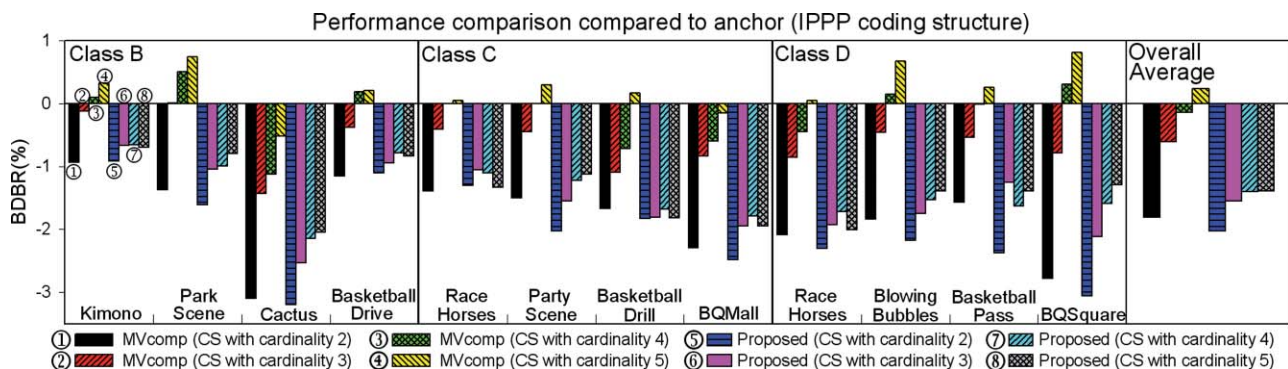 Performance comparison compared to anchor (IPPP coding structure)
BDBR(%)
1
0
-1
-2
-3
Class B
Class C
Class D
Overall Average
① ② ③ ④ ⑤ ⑥ ⑦ ⑧
Kimono
Park Scene
Cactus
Basketball Drive
Race Horses
Party Scene
Basketball Drill
BQMall
Race Horses
Blowing Bubbles
Basketball Pass
BQSquare
① MVcomp (CS with cardinality 2)
③ MVcomp (CS with cardinality 4)
⑤ Proposed (CS with cardinality 2)
⑦ Proposed (CS with cardinality 4)
② MVcomp (CS with cardinality 3)
④ MVcomp (CS with cardinality 5)
⑥ Proposed (CS with cardinality 3)
⑧ Proposed (CS with cardinality 5)